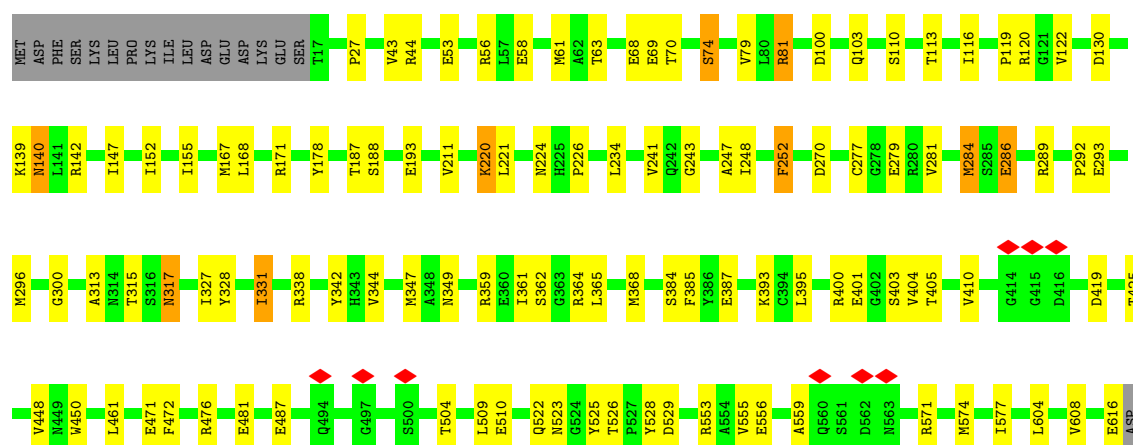 MET ASP PHE SER LYS LEU PRO LYS ILE LEU ASP GLU ASP LYS GLU SER T17 P27 V43 R44 E53 R56 L57 E58 M61 A62 T63 E68 E69 T70 S74 V79 L80 R81 D100 Q103 S110 T113 I116 P119 R120 G121 V122 D130
K139 N140 L141 R142 I147 I152 I155 M167 L168 R171 Y178 T187 S188 E193 V211 K220 L221 N224 H225 P226 L234 V241 Q242 G243 A247 I248 F252 D270 C277 G278 E279 R280 V281 M284 S285 E286 R289 P292 E293
M296 G300 A313 N314 T315 S316 N317 I327 Y328 I331 R338 Y342 H343 V344 M347 A348 N349 R359 E360 I361 S362 G363 R364 L365 M368 S384 F385 Y386 E387 K393 C394 L395 R400 E401 G402 S403 V404 T405 V410 G414 G415 D416 D419
V448 N449 W450 L461 E471 F472 R476 E481 E487 Q494 G497 S500 T504 L509 E510 Q522 N523 G524 Y525 T526 P527 Y528 D529 R553 A554 V555 E556 A559 Q560 S561 D562 N563 R571 M574 I577 L604 V608 E616 ASP